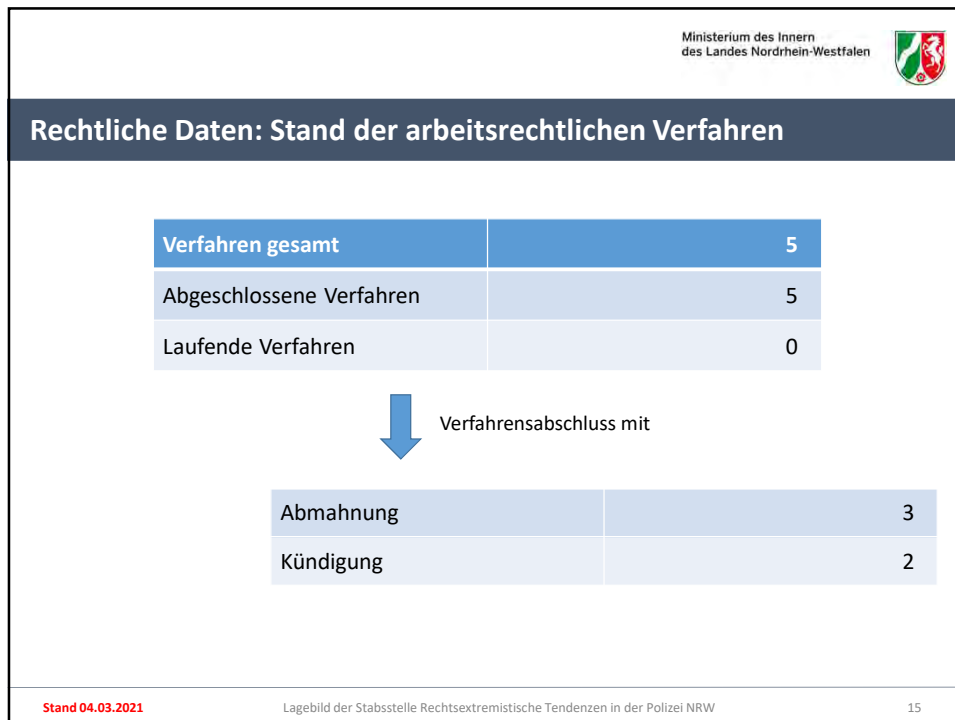 Ministerium des Innern
des Landes Nordrhein-Westfalen
Rechtliche Daten: Stand der arbeitsrechtlichen Verfahren
Verfahren gesamt 5
Abgeschlossene Verfahren 5
Laufende Verfahren 0
Verfahrensabschluss mit
Abmahnung 3
Kündigung 2
Stand 04.03.2021 Lagebild der Stabsstelle Rechtsextremistische Tendenzen in der Polizei NRW 15